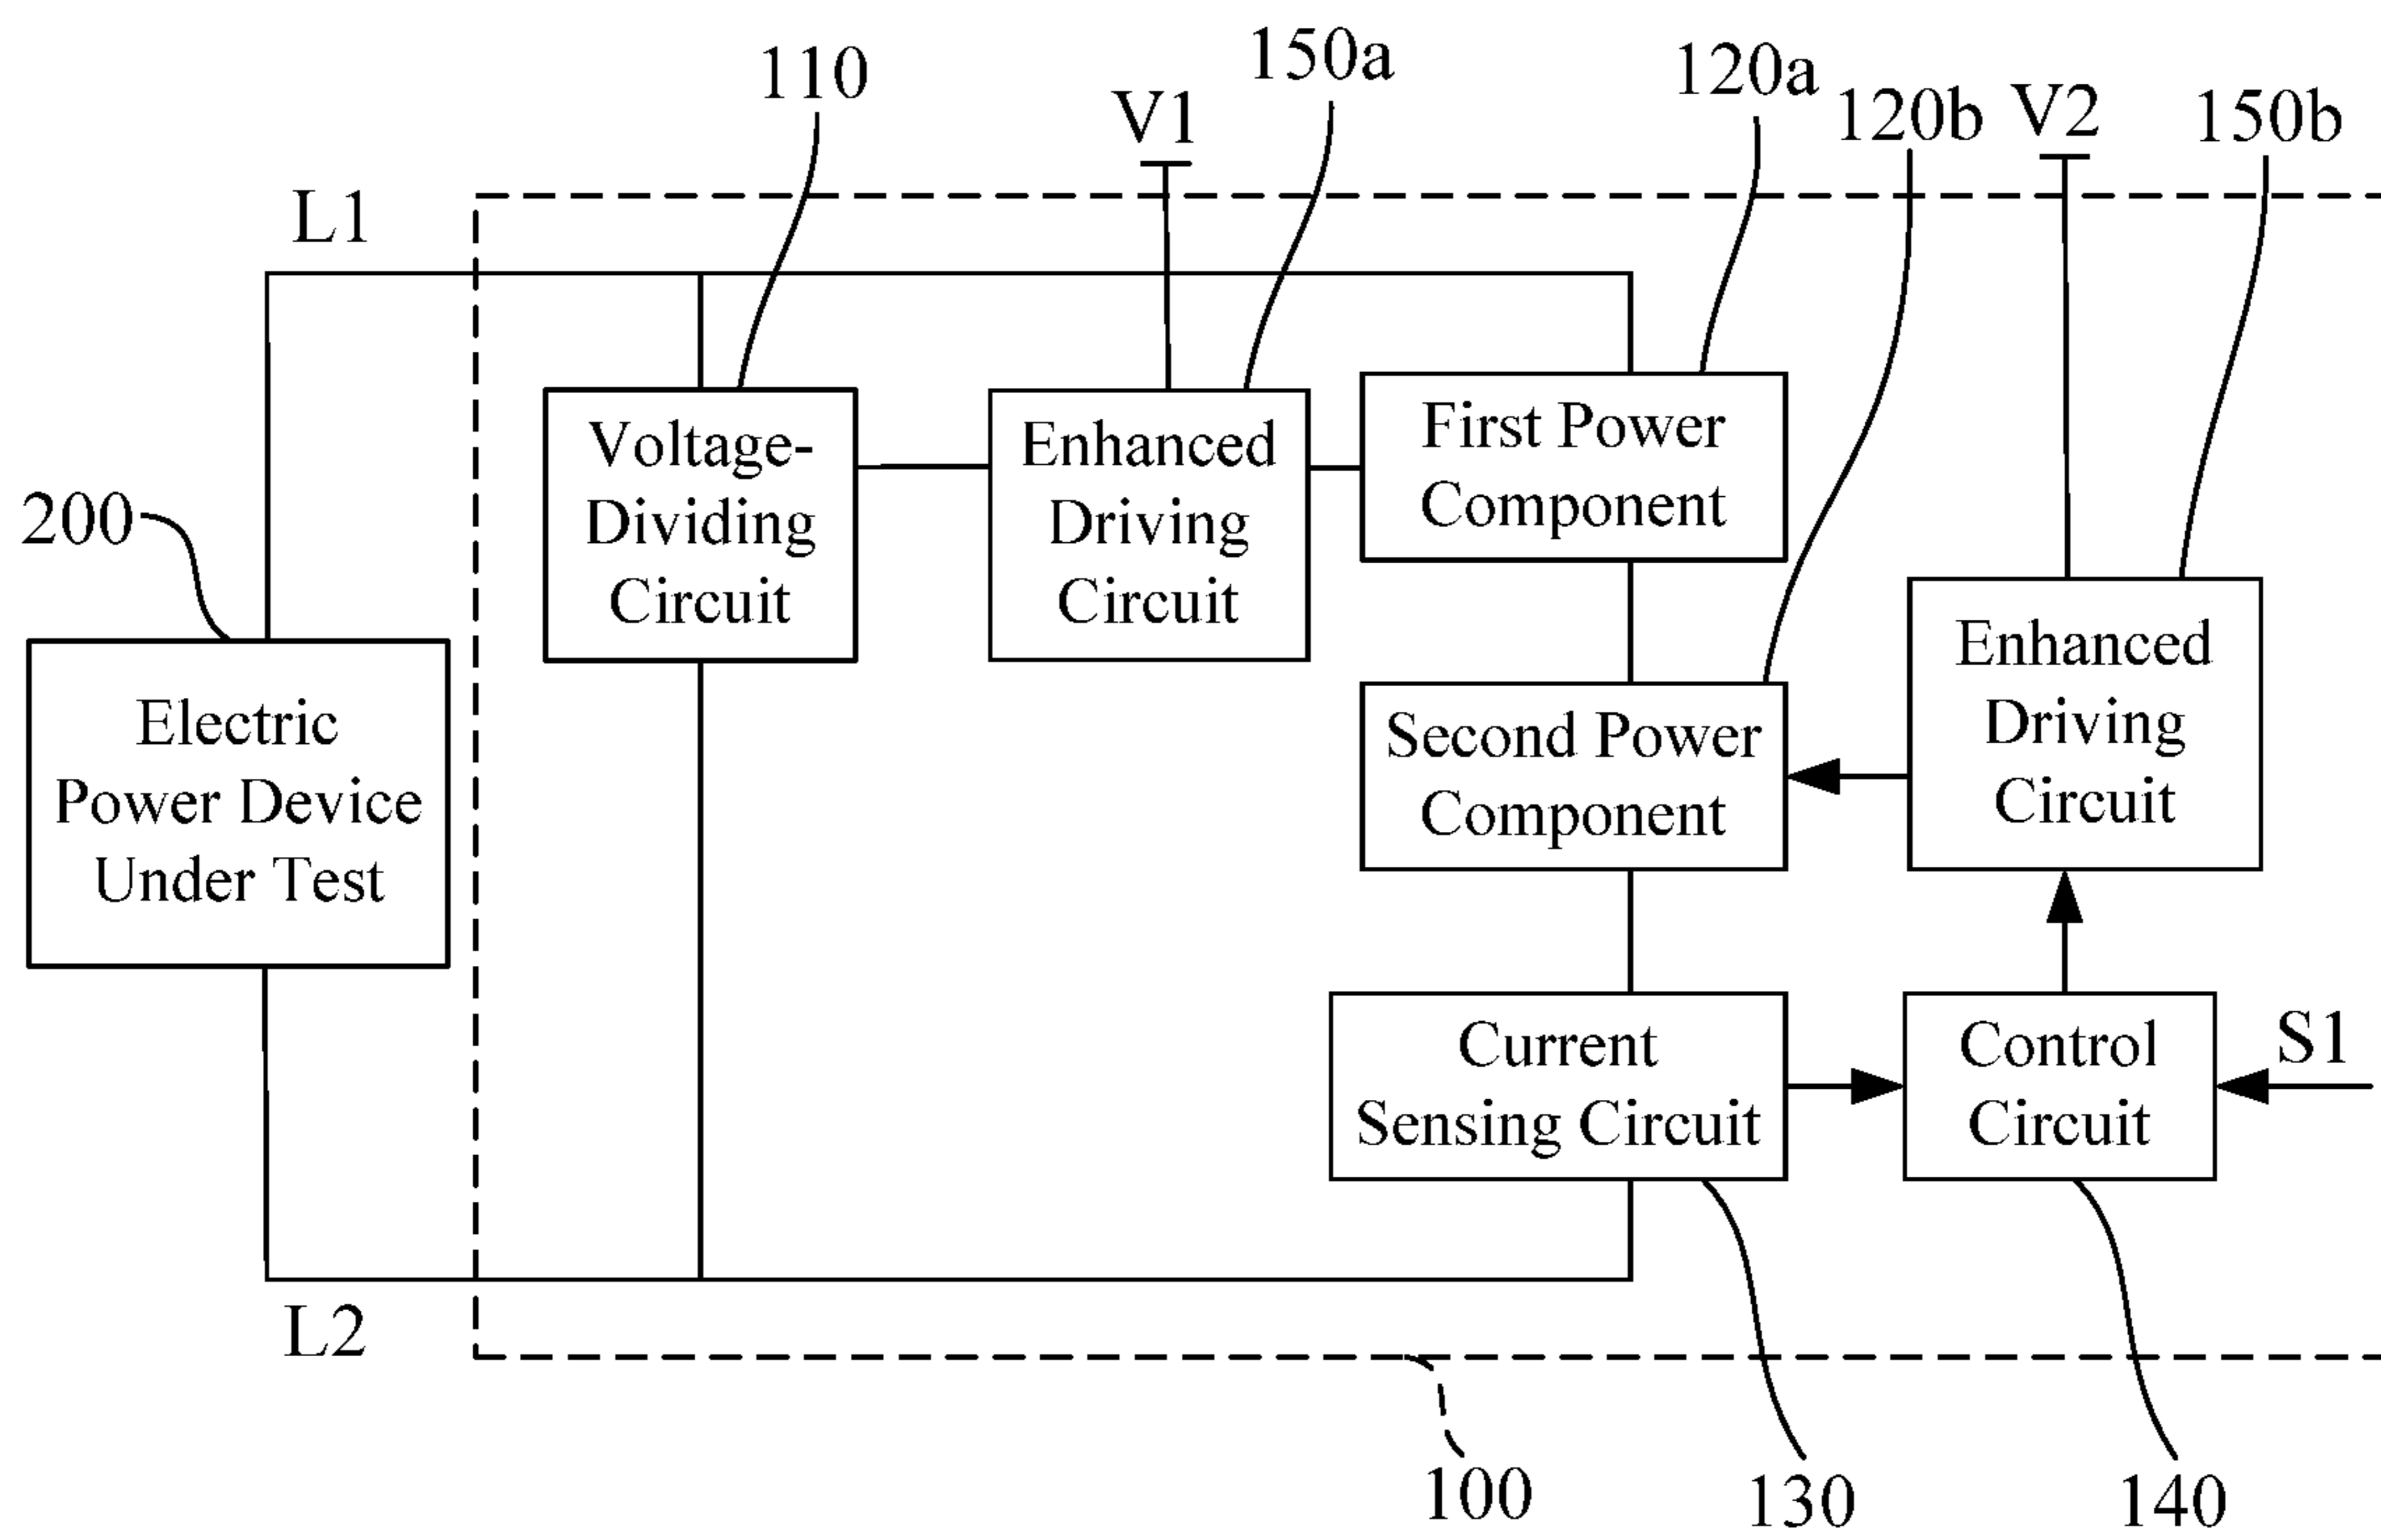 110
V1
150a
120a
120b
V2
150b
L1
Voltage-
Dividing
Circuit
Enhanced
Driving
Circuit
First Power
Component
200
Electric
Power Device
Under Test
Second Power
Component
Enhanced
Driving
Circuit
Current
Sensing Circuit
Control
Circuit
S1
L2
100
130
140